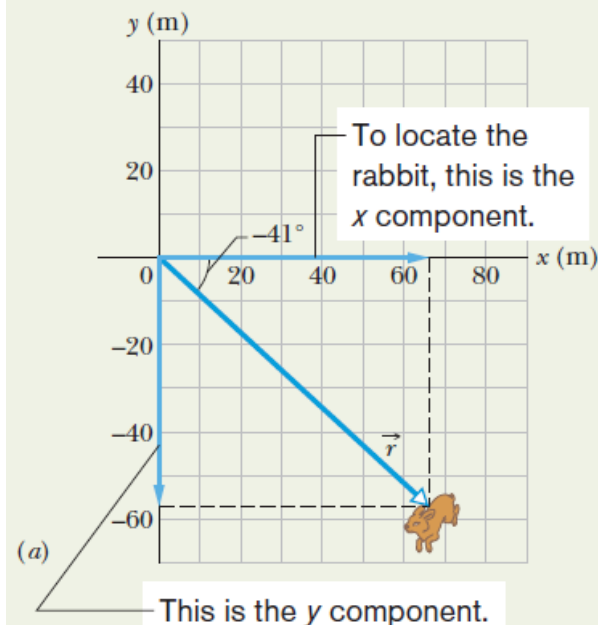 y (m)
40
To locate the
rabbit, this is the
x component.
20
–41°
x (m)
0 20 40 60 80
–20
–40
r⃗
–60
(a)
This is the y component.